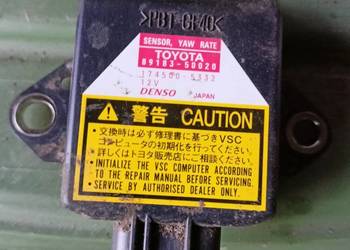 >PBT-GF40<
SENSOR, YAW RATE
TOYOTA
89183-50020
174500-5332
12V
DENSO JAPAN
警告 CAUTION
• 交換時は必ず修理書に基づきVSC
コンピュータの初期化を行ってください。
• 詳しくはトヨタ販売店にご相談ください。
• INITIALIZE THE VSC COMPUTER ACCORDING
TO THE REPAIR MANUAL BEFORE SERVICING.
• SERVICE BY AUTHORISED DEALER ONLY.